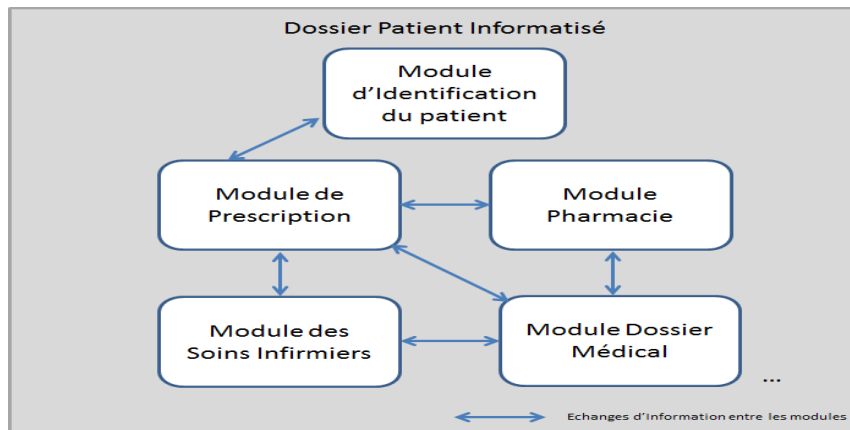 Dossier Patient Informatisé
Module
d'Identification
du patient
Module de
Prescription
Module
Pharmacie
Module des
Soins Infirmiers
Module Dossier
Médical
...
Echanges d'Information entre les modules